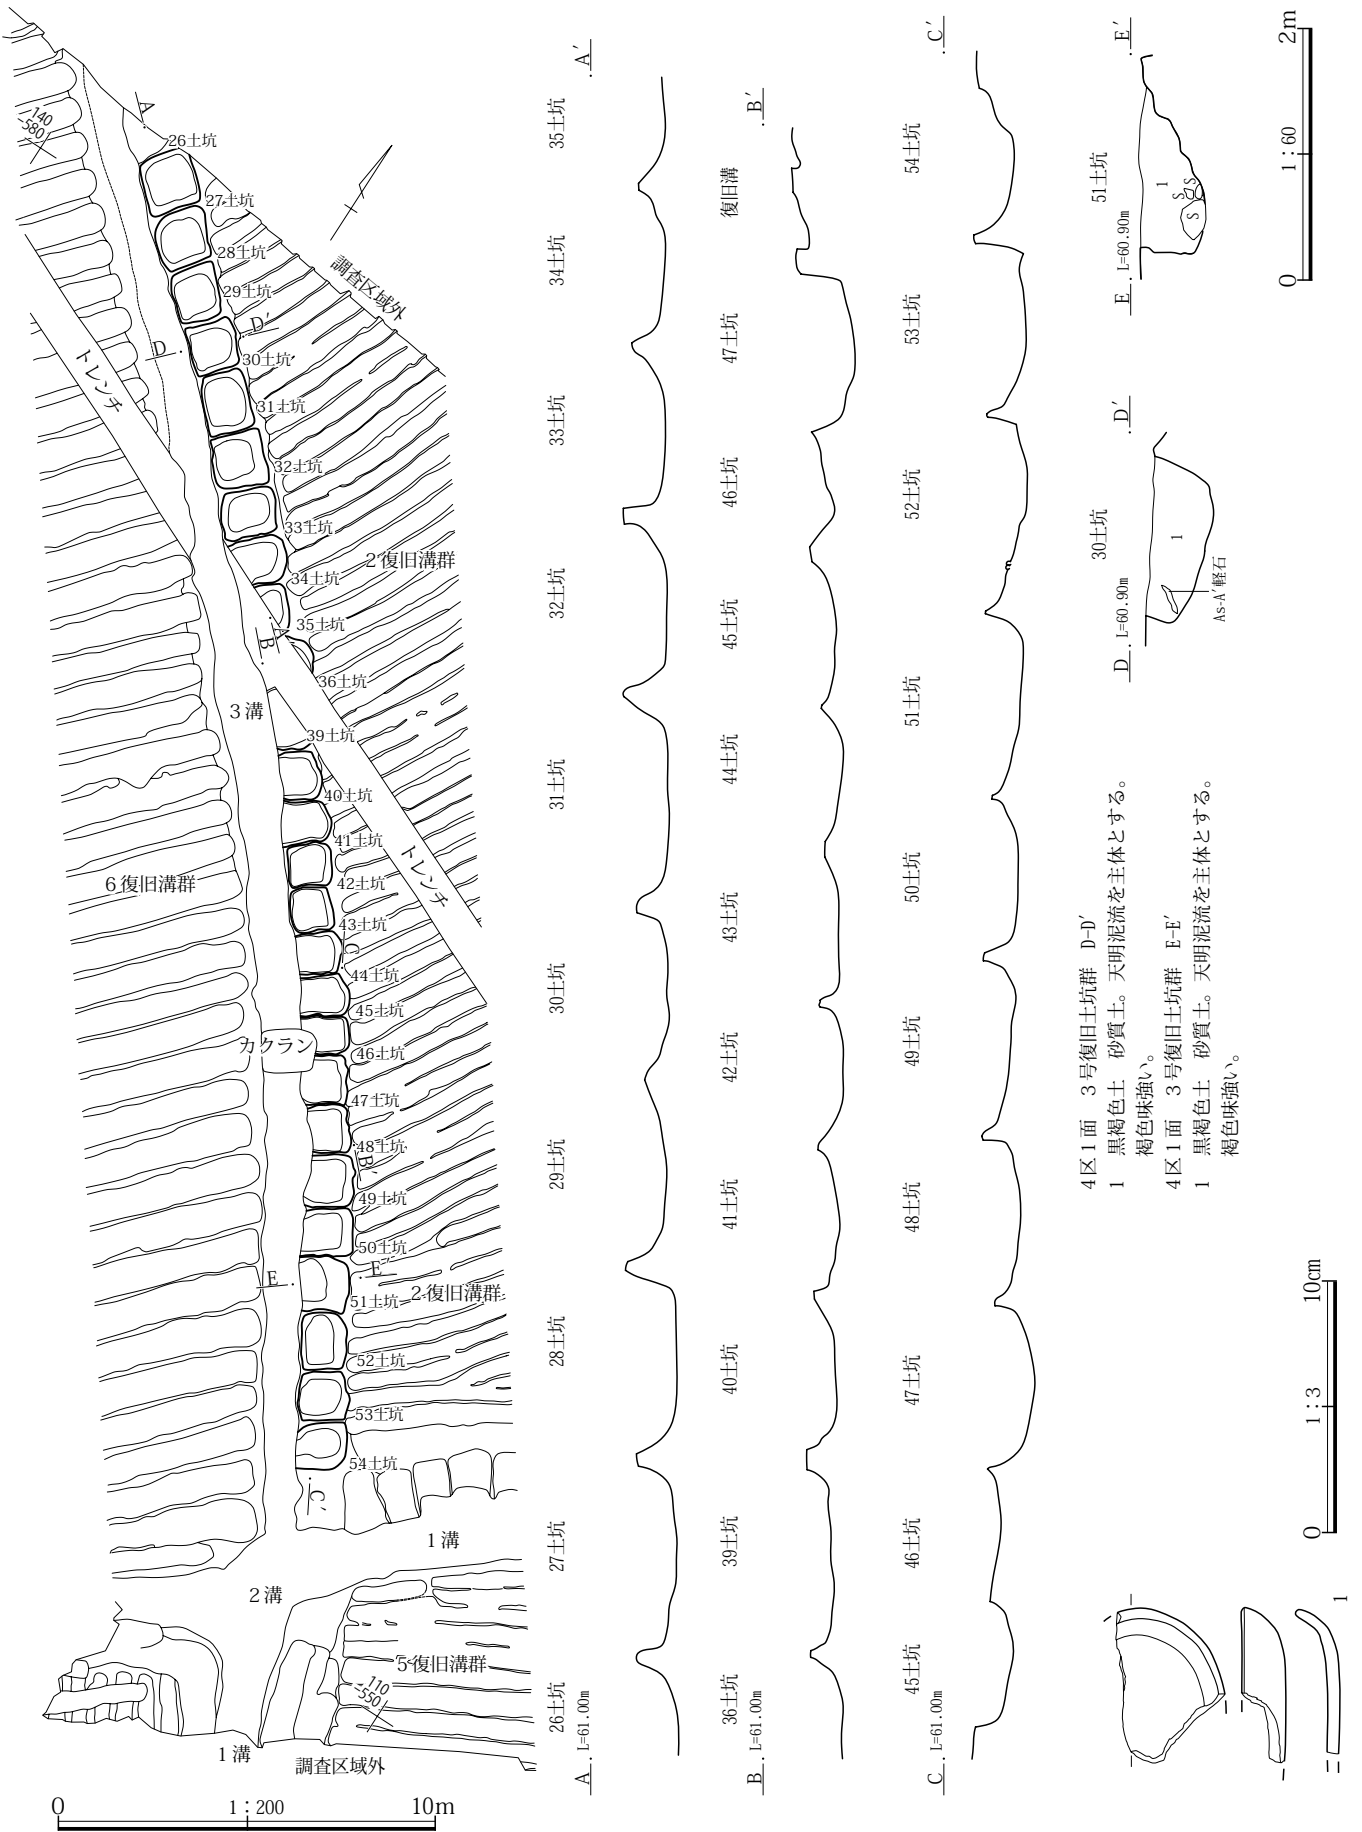 140
-580
A
26土坑
27土坑
28土坑
29土坑
D′
D
30土坑
31土坑
32土坑
33土坑
34土坑
35土坑
A′
B
36土坑
39土坑
40土坑
41土坑
42土坑
43土坑
C
44土坑
45土坑
46土坑
47土坑
48土坑
B′
49土坑
50土坑
E
E′
51土坑
52土坑
53土坑
54土坑
C′
調査区域外
トレンチ
トレンチ
2復旧溝群
3溝
6復旧溝群
カクラン
2復旧溝群
1溝
2溝
5復旧溝群
110
-550
1溝
調査区域外
0 1:200 10m
A L=61.00m
26土坑
27土坑
28土坑
29土坑
30土坑
31土坑
32土坑
33土坑
34土坑
35土坑
A′
B L=61.00m
36土坑
39土坑
40土坑
41土坑
42土坑
43土坑
44土坑
45土坑
46土坑
47土坑
復旧溝
B′
C L=61.00m
45土坑
46土坑
47土坑
48土坑
49土坑
50土坑
51土坑
52土坑
53土坑
54土坑
C′
D L=60.90m
30土坑
D′
1
As-A′軽石
E L=60.90m
51土坑
E′
1
S
S
S
0 1:60 2m
4区1面 3号復旧土坑群 D-D′
1 黒褐色土 砂質土。天明泥流を主体とする。
褐色味強い。
4区1面 3号復旧土坑群 E-E′
1 黒褐色土 砂質土。天明泥流を主体とする。
褐色味強い。
0 1:3 10cm
1